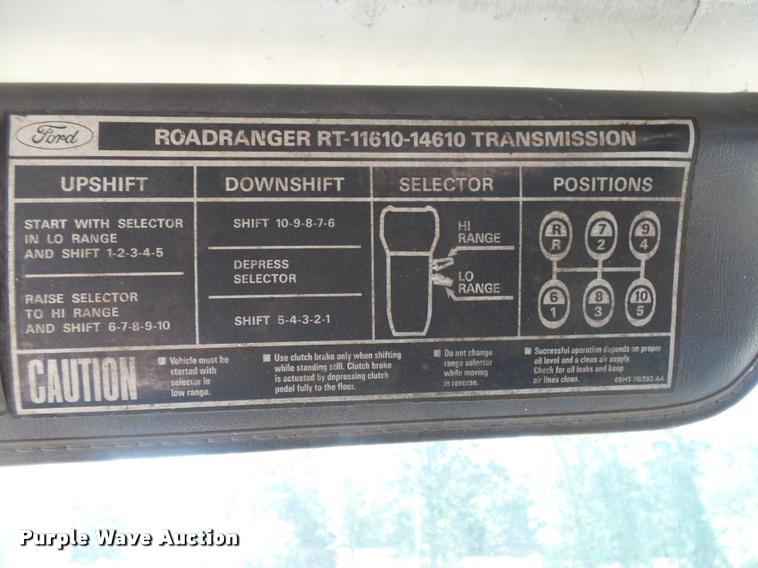 Ford
ROADRANGER RT-11610-14610 TRANSMISSION
UPSHIFT
START WITH SELECTOR
IN LO RANGE
AND SHIFT 1-2-3-4-5
RAISE SELECTOR
TO HI RANGE
AND SHIFT 6-7-8-9-10
DOWNSHIFT
SHIFT 10-9-8-7-6
DEPRESS
SELECTOR
SHIFT 5-4-3-2-1
SELECTOR
HI
RANGE
LO
RANGE
POSITIONS
R 7 9
R 2 4
6 8 10
1 3 5
CAUTION
Vehicle must be
started with
selector in
low range.
Use clutch brake only when shifting
while standing still. Clutch brake
is actuated by depressing clutch
pedal fully to the floor.
Do not change
range selector
while moving
in reverse.
Successful operation depends on proper
oil level and a clean air supply.
Check for oil leaks and keep
air lines clean.
E5HT-7B292-AA
Purple Wave Auction